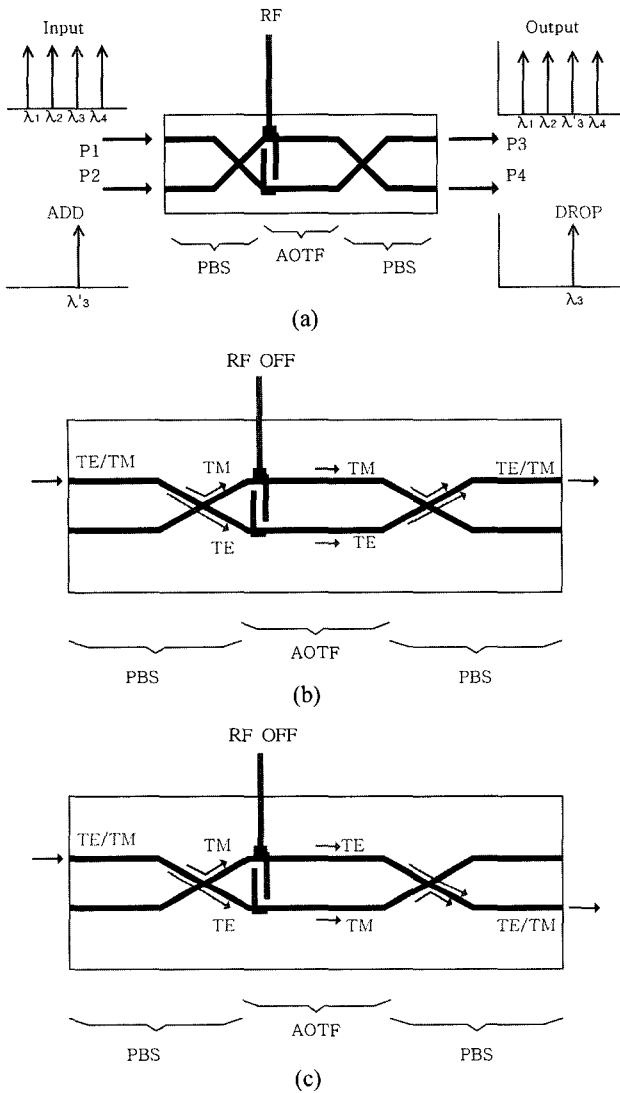 Input
RF
Output
λ1 λ2 λ3 λ4
λ1 λ2 λ'3 λ4
P1
P3
P2
P4
ADD
DROP
PBS
AOTF
PBS
λ'3
λ3
(a)
RF OFF
TE/TM
TM
TM
TE/TM
TE
TE
AOTF
PBS
PBS
(b)
RF OFF
TE/TM
TM
TE
TE
TM
TE/TM
AOTF
PBS
PBS
(c)